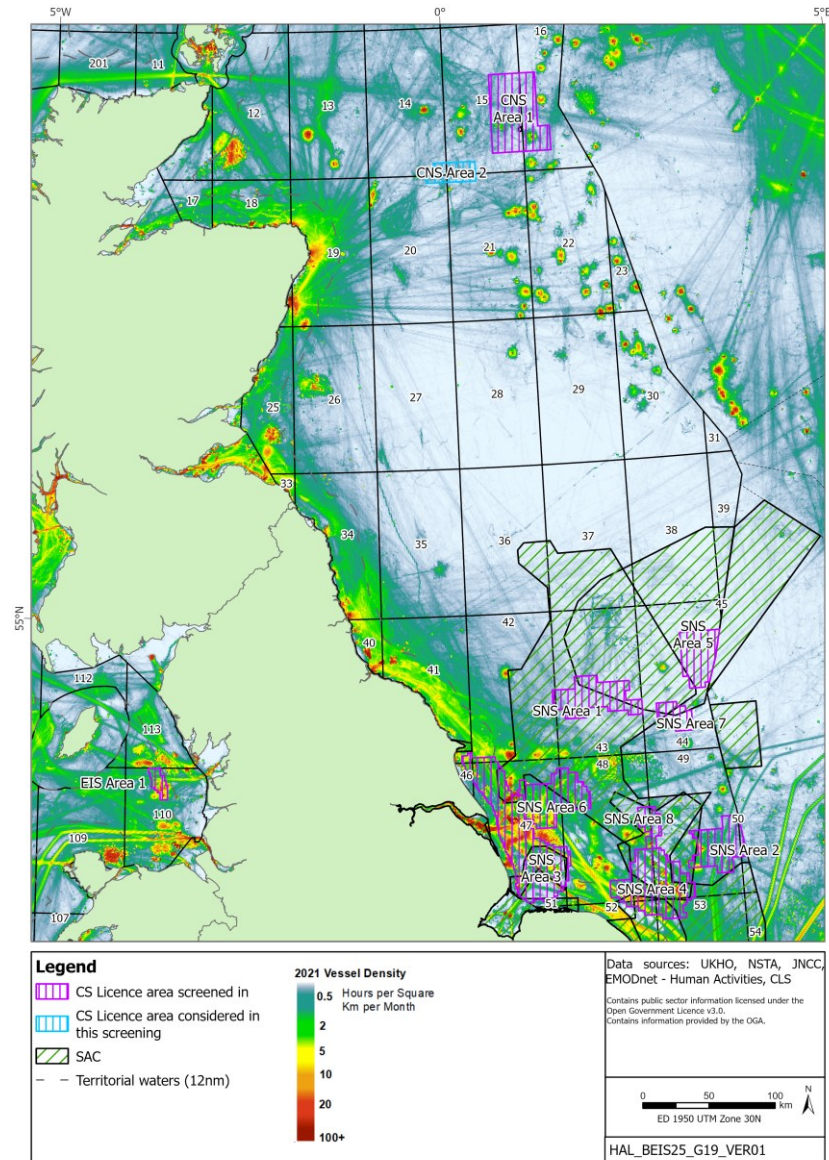 5°W
0°
5°E
16
201
11
12
13
14
15
CNS
Area 1
CNS Area 2
17
18
19
20
21
22
23
25
26
27
28
29
30
31
33
34
35
36
37
38
39
55°N
40
41
42
45
SNS
Area 5
SNS Area 1
SNS Area 7
112
113
43
44
48
49
EIS Area 1
46
110
SNS Area 6
47
SNS Area 8
50
109
SNS Area 2
SNS
Area 3
SNS Area 4
107
51
52
53
54
Legend
CS Licence area screened in
CS Licence area considered in
this screening
SAC
Territorial waters (12nm)
2021 Vessel Density
Hours per Square
Km per Month
0.5
2
5
10
20
100+
Data sources: UKHO, NSTA, JNCC,
EMODnet - Human Activities, CLS
Contains public sector information licensed under the
Open Government Licence v3.0.
Contains information provided by the OGA.
0 50 100
km
N
ED 1950 UTM Zone 30N
HAL_BEIS25_G19_VER01